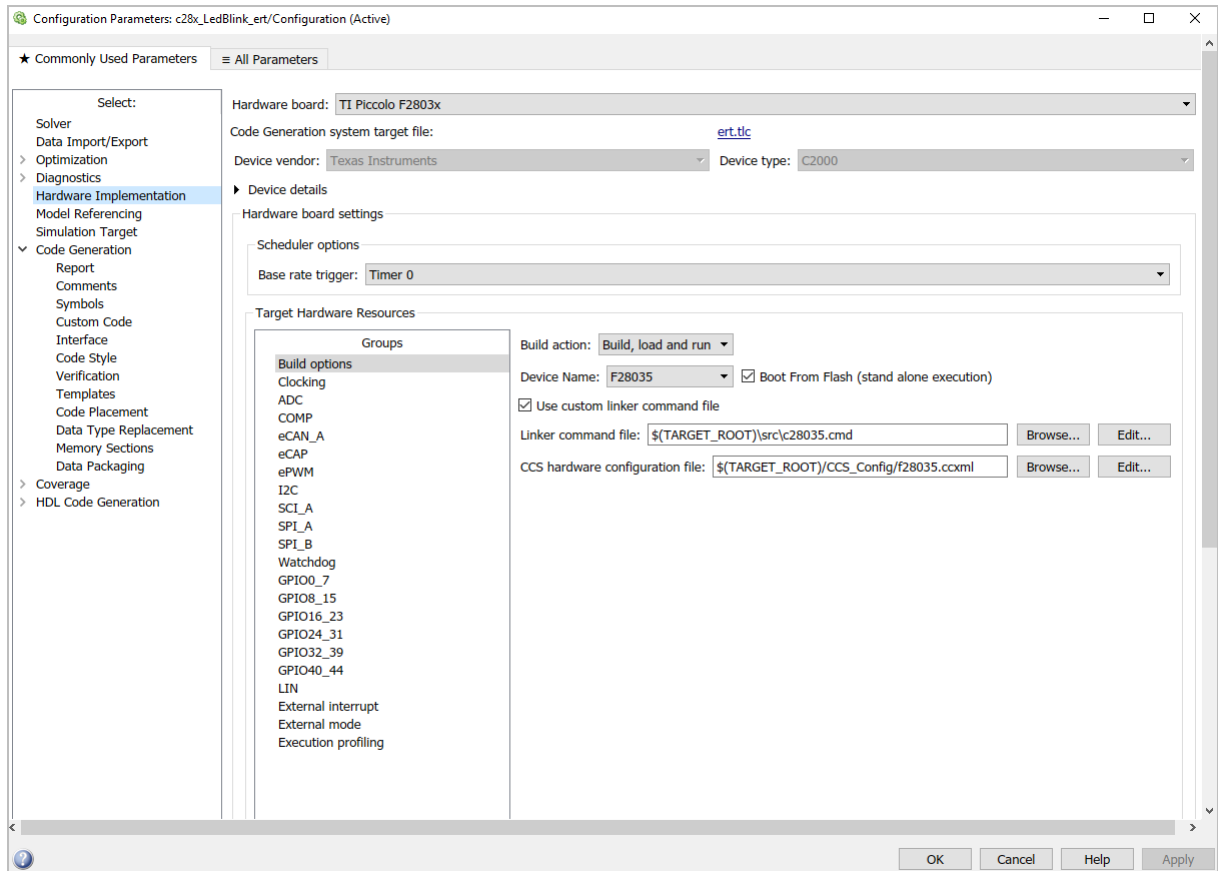 Configuration Parameters: c28x_LedBlink_ert/Configuration (Active)
★ Commonly Used Parameters
≡ All Parameters
Select:
Solver
Data Import/Export
Optimization
Diagnostics
Hardware Implementation
Model Referencing
Simulation Target
Code Generation
Report
Comments
Symbols
Custom Code
Interface
Code Style
Verification
Templates
Code Placement
Data Type Replacement
Memory Sections
Data Packaging
Coverage
HDL Code Generation
Hardware board: TI Piccolo F2803x
Code Generation system target file: ert.tlc
Device vendor: Texas Instruments Device type: C2000
Device details
Hardware board settings
Scheduler options
Base rate trigger: Timer 0
Target Hardware Resources
Groups
Build options
Clocking
ADC
COMP
eCAN_A
eCAP
ePWM
I2C
SCI_A
SPI_A
SPI_B
Watchdog
GPIO0_7
GPIO8_15
GPIO16_23
GPIO24_31
GPIO32_39
GPIO40_44
LIN
External interrupt
External mode
Execution profiling
Build action: Build, load and run
Device Name: F28035 Boot From Flash (stand alone execution)
Use custom linker command file
Linker command file: $(TARGET_ROOT)\src\c28035.cmd Browse... Edit...
CCS hardware configuration file: $(TARGET_ROOT)/CCS_Config/f28035.ccxml Browse... Edit...
OK Cancel Help Apply